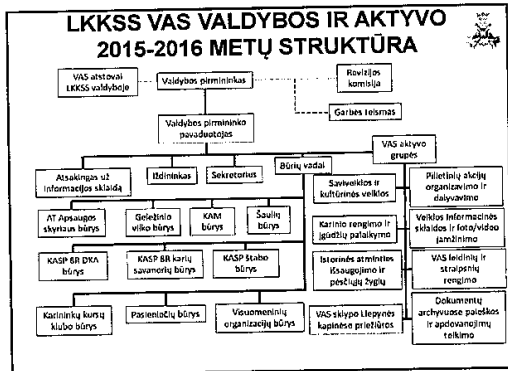 LKKSS VAS VALDYBOS IR AKTYVO
2015-2016 METŲ STRUKTŪRA
VAS atstovai
LKKSS valdyboje
Valdybos pirmininkas
Revizijos
komisija
Garbės teismas
Valdybos pirmininko
pavaduotojas
VAS aktyvo
grupės
Atsakingas už
informacijos sklaidą
Iždininkas
Sekretorius
Būrių vadai
Saviveiklos ir
kultūrinės veiklos
Pilietinių akcijų
organizavimo ir
dalyvavimo
AT Apsaugos
skyriaus būrys
Geležinio
vilko būrys
KAM
būrys
Šaulių
būrys
Karinio rengimo ir
įgūdžių palaikymo
Veiklos informacinės
sklaidos ir foto/video
įamžinimo
KASP 8R DKA
būrys
KASP 8R karių
savanorių būrys
KASP štabo
būrys
Istorinės atminties
išsaugojimo ir
pėsčiųjų žygių
VAS leidinių ir
straipsnių
rengimo
Karininkų kursų
klubo būrys
Pasieniečių būrys
Visuomeninių
organizacijų būrys
VAS sklypo Liepynės
kapinėse priežiūros
Dokumentų
archyvuose paieškos
ir apdovanojimų
teikimo